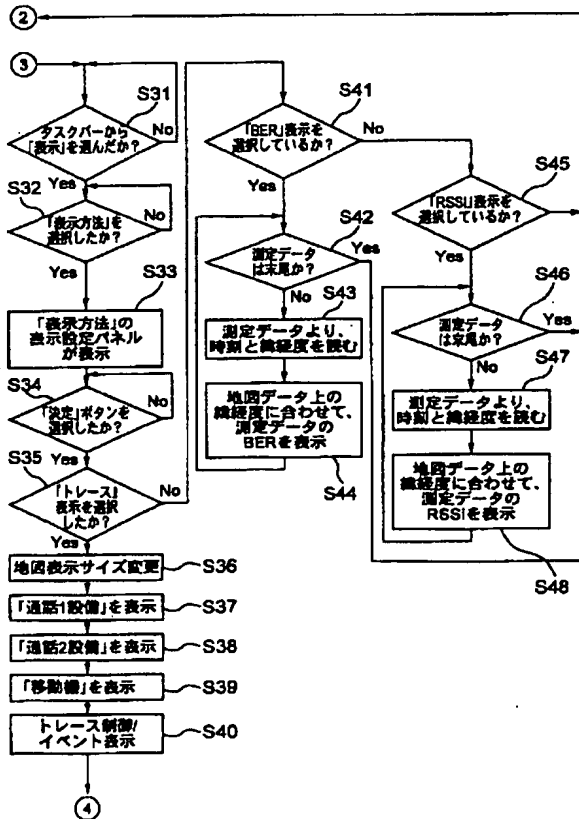 2
3
S31
タスクバーから
「表示」を選んだか?
No
Yes
S32
「表示方法」を
選択したか?
No
Yes
S33
「表示方法」の
表示設定パネル
が表示
S34
「決定」ボタンを
選択したか?
No
Yes
S35
「トレース」
表示を選択
したか?
No
Yes
地図表示サイズ変更
S36
「通話1設備」を表示
S37
「通話2設備」を表示
S38
「移動機」を表示
S39
トレース制御/
イベント表示
S40
4
S41
「BER」表示を
選択しているか?
No
Yes
S42
測定データ
は末尾か?
Yes
No
S43
測定データより、
時刻と緯経度を読む
地図データ上の
緯経度に合わせて、
測定データの
BERを表示
S44
S45
「RSSI」表示を
選択しているか?
Yes
S46
測定データ
は末尾か?
Yes
No
S47
測定データより、
時刻と緯経度を読む
地図データ上の
緯経度に合わせて、
測定データの
RSSIを表示
S48